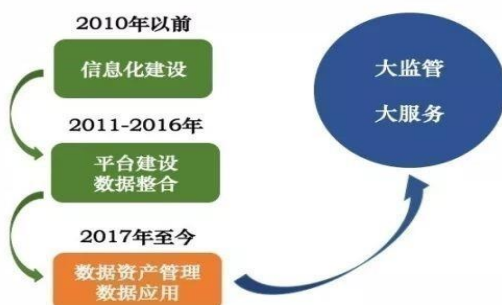 2010年以前
信息化建设
2011-2016年
平台建设
数据整合
2017年至今
数据资产管理
数据应用
大监管
大服务